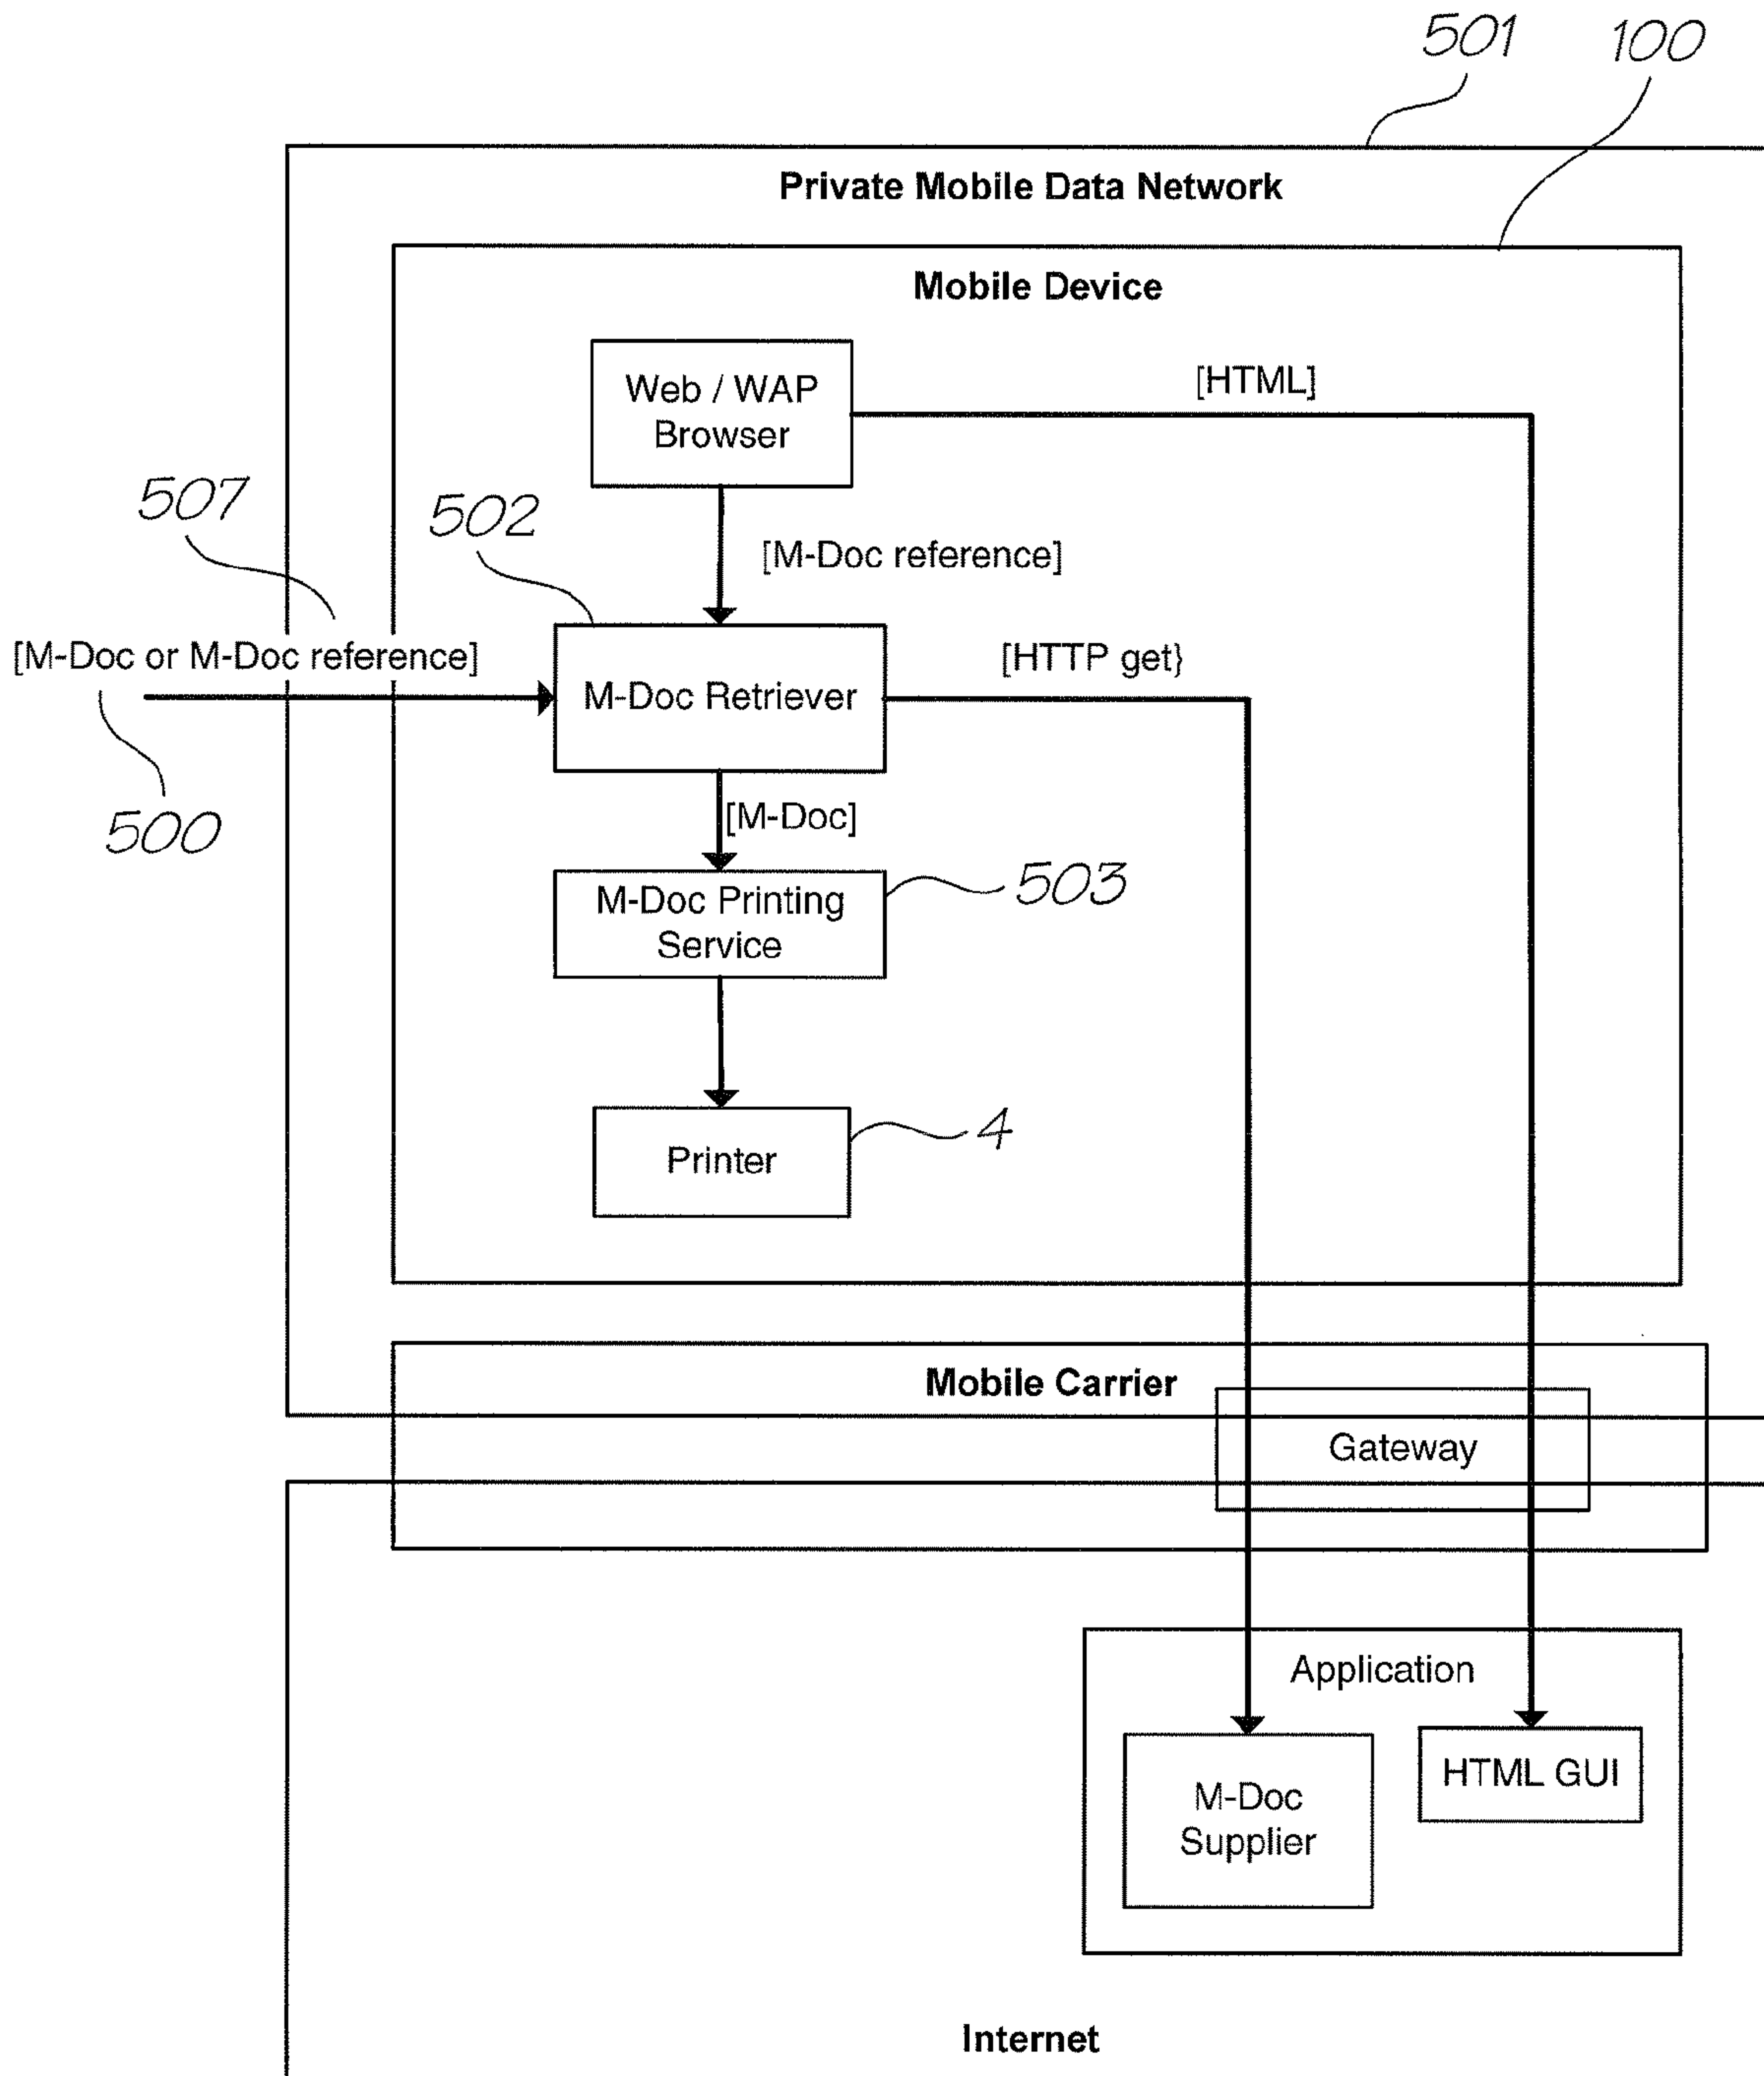 501
100
Private Mobile Data Network
Mobile Device
Web / WAP
Browser
[HTML]
507
502
[M-Doc reference]
[M-Doc or M-Doc reference]
[HTTP get}
M-Doc Retriever
500
[M-Doc]
503
M-Doc Printing
Service
4
Printer
Mobile Carrier
Gateway
Application
HTML GUI
M-Doc
Supplier
Internet